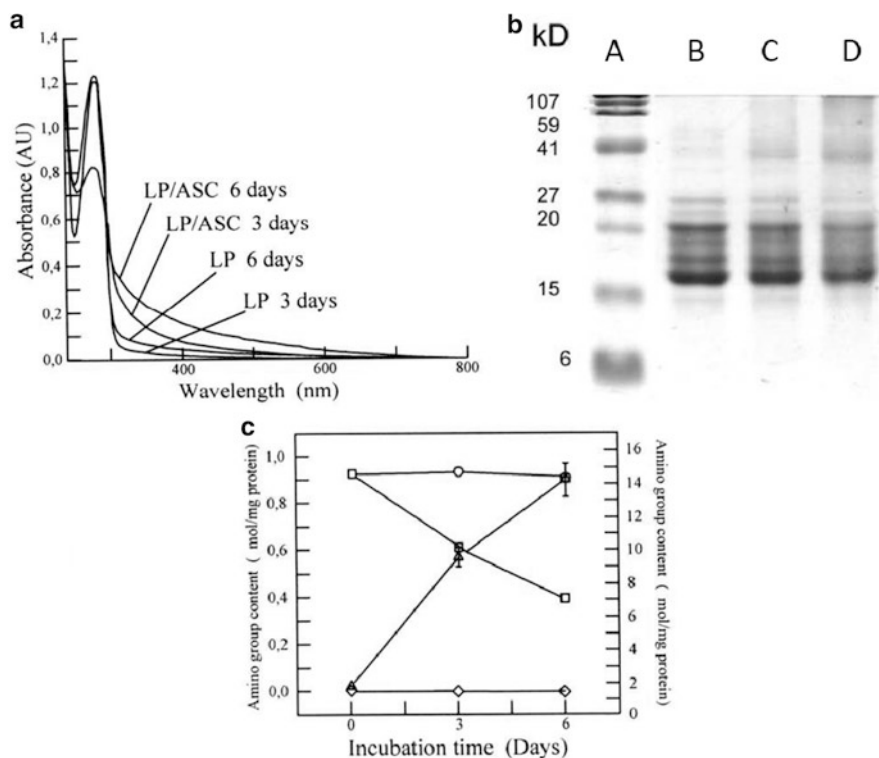 a
1,4
1,2
1,0
0,8
0,6
0,4
0,2
0,0
Absorbance (AU)
LP/ASC 6 days
LP/ASC 3 days
LP 6 days
LP 3 days
400
600
800
Wavelength (nm)
b
kD A B C D
107
59
41
27
20
15
6
c
Amino group content ( mol/mg protein)
1,0
0,8
0,6
0,4
0,2
0,0
16
14
12
10
8
6
4
2
0
Amino group content ( mol/mg protein)
0 3 6
Incubation time (Days)